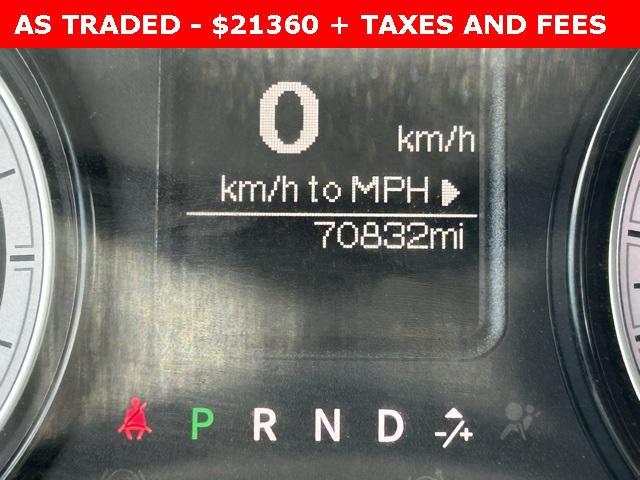 AS TRADED - $21360 + TAXES AND FEES
0 km/h
km/h to MPH
70832mi
P R N D -/+